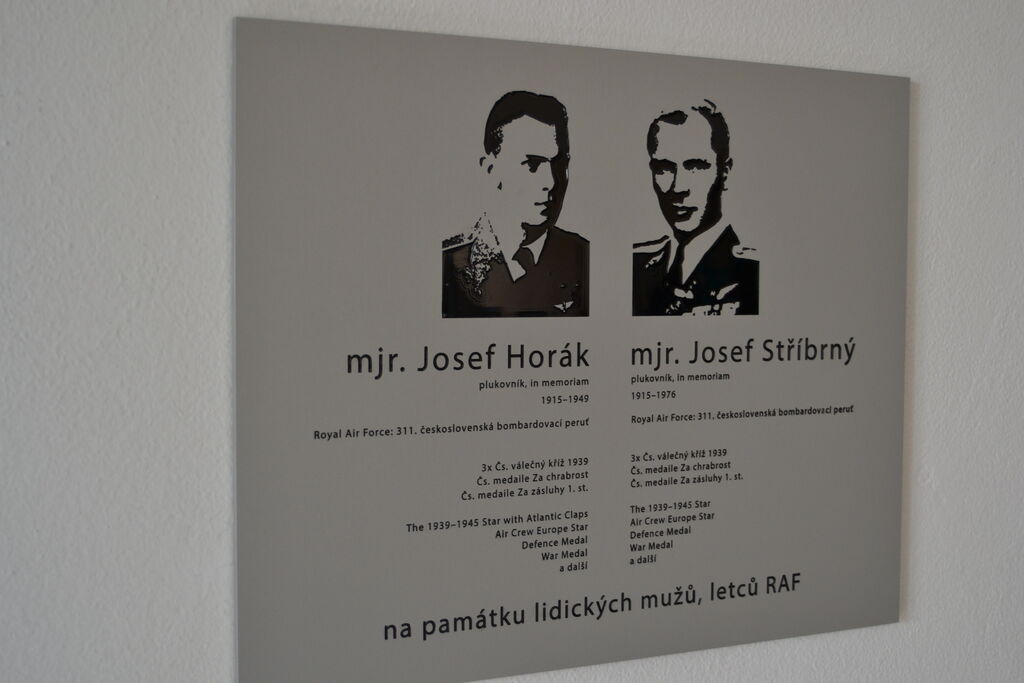 mjr. Josef Horák
plukovník, in memoriam
1915–1949
Royal Air Force: 311. československá bombardovací peruť
3x Čs. válečný kříž 1939
Čs. medaile Za chrabrost
Čs. medaile Za zásluhy 1. st.
The 1939–1945 Star with Atlantic Claps
Air Crew Europe Star
Defence Medal
War Medal
a další
mjr. Josef Stříbrný
plukovník, in memoriam
1915–1976
Royal Air Force: 311. československá bombardovací peruť
3x Čs. válečný kříž 1939
Čs. medaile Za chrabrost
Čs. medaile Za zásluhy 1. st.
The 1939–1945 Star
Air Crew Europe Star
Defence Medal
War Medal
a další
na památku lidických mužů, letců RAF